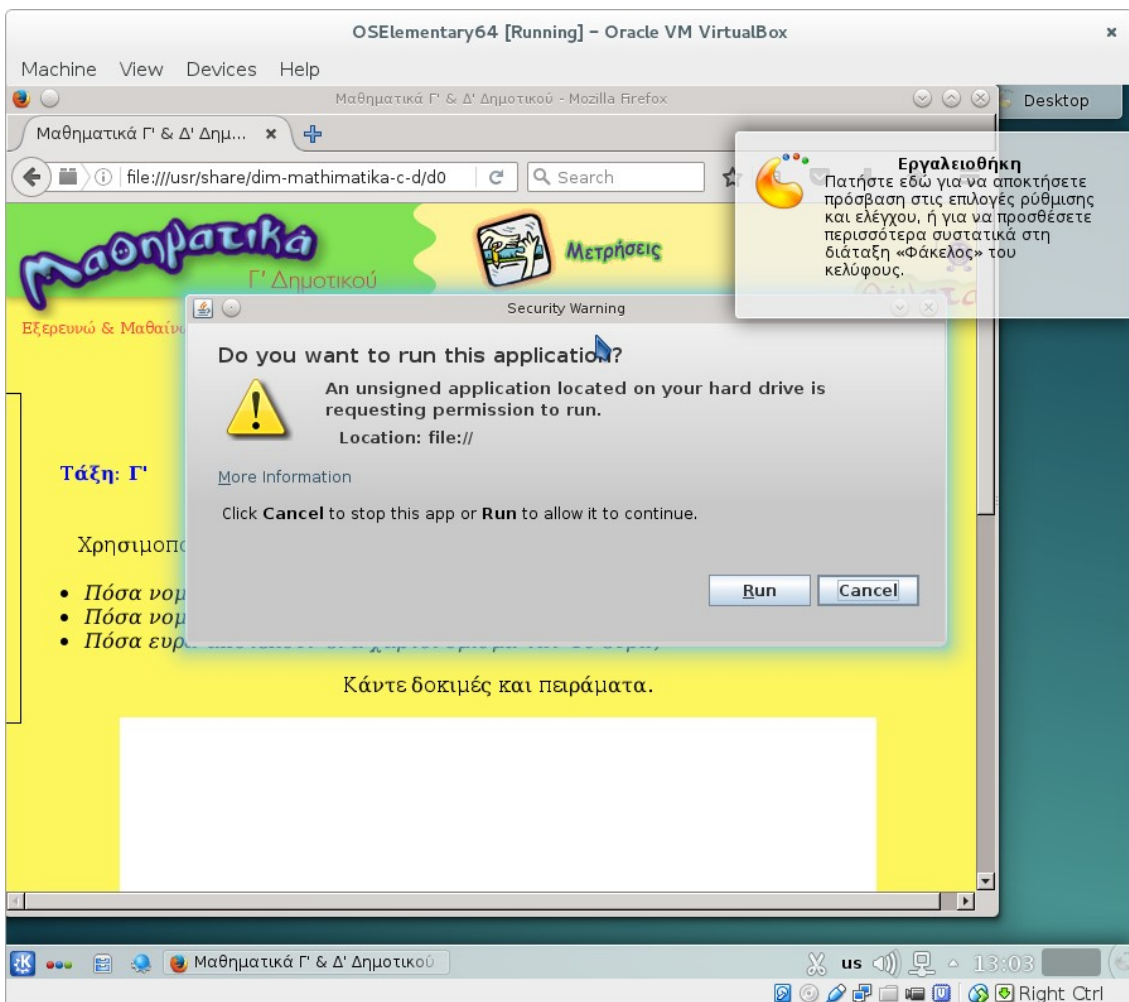 OSElementary64 [Running] – Oracle VM VirtualBox
Machine View Devices Help
Μαθηματικά Γ' & Δ' Δημοτικού - Mozilla Firefox
Desktop
Μαθηματικά Γ' & Δ' Δημ...
file:///usr/share/dim-mathimatika-c-d/d0
Search
Εργαλειοθήκη
Πατήστε εδώ για να αποκτήσετε
πρόσβαση στις επιλογές ρύθμισης
και ελέγχου, ή για να προσθέσετε
περισσότερα συστατικά στη
διάταξη «Φάκελος» του
κελύφους.
Μαθηματικά
Γ' Δημοτικού
Μετρήσεις
Εξερευνώ & Μαθαίνω
Security Warning
Do you want to run this application?
An unsigned application located on your hard drive is
requesting permission to run.
Location: file://
More Information
Click Cancel to stop this app or Run to allow it to continue.
Run Cancel
Τάξη: Γ'
Πόσα
Πόσα
Πόσα
Κάντε δοκιμές και πειράματα.
Μαθηματικά Γ' & Δ' Δημοτικού
us
13:03
Right Ctrl